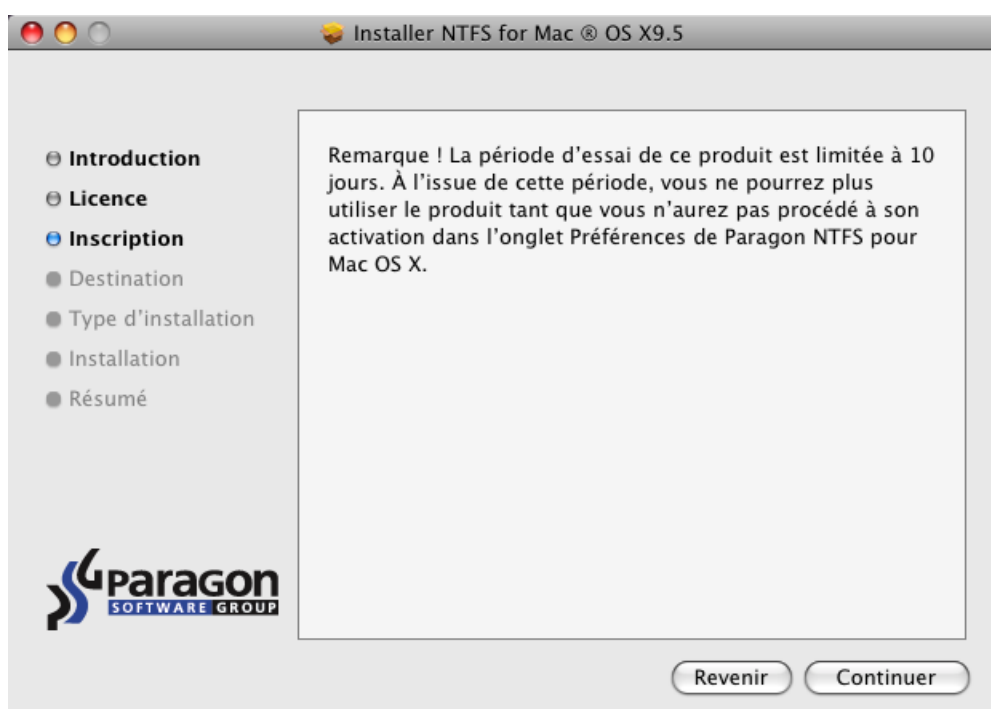 Installer NTFS for Mac ® OS X9.5
Introduction
Licence
Inscription
Destination
Type d'installation
Installation
Résumé
Remarque ! La période d'essai de ce produit est limitée à 10
jours. À l'issue de cette période, vous ne pourrez plus
utiliser le produit tant que vous n'aurez pas procédé à son
activation dans l'onglet Préférences de Paragon NTFS pour
Mac OS X.
Paragon
SOFTWARE GROUP
Revenir
Continuer